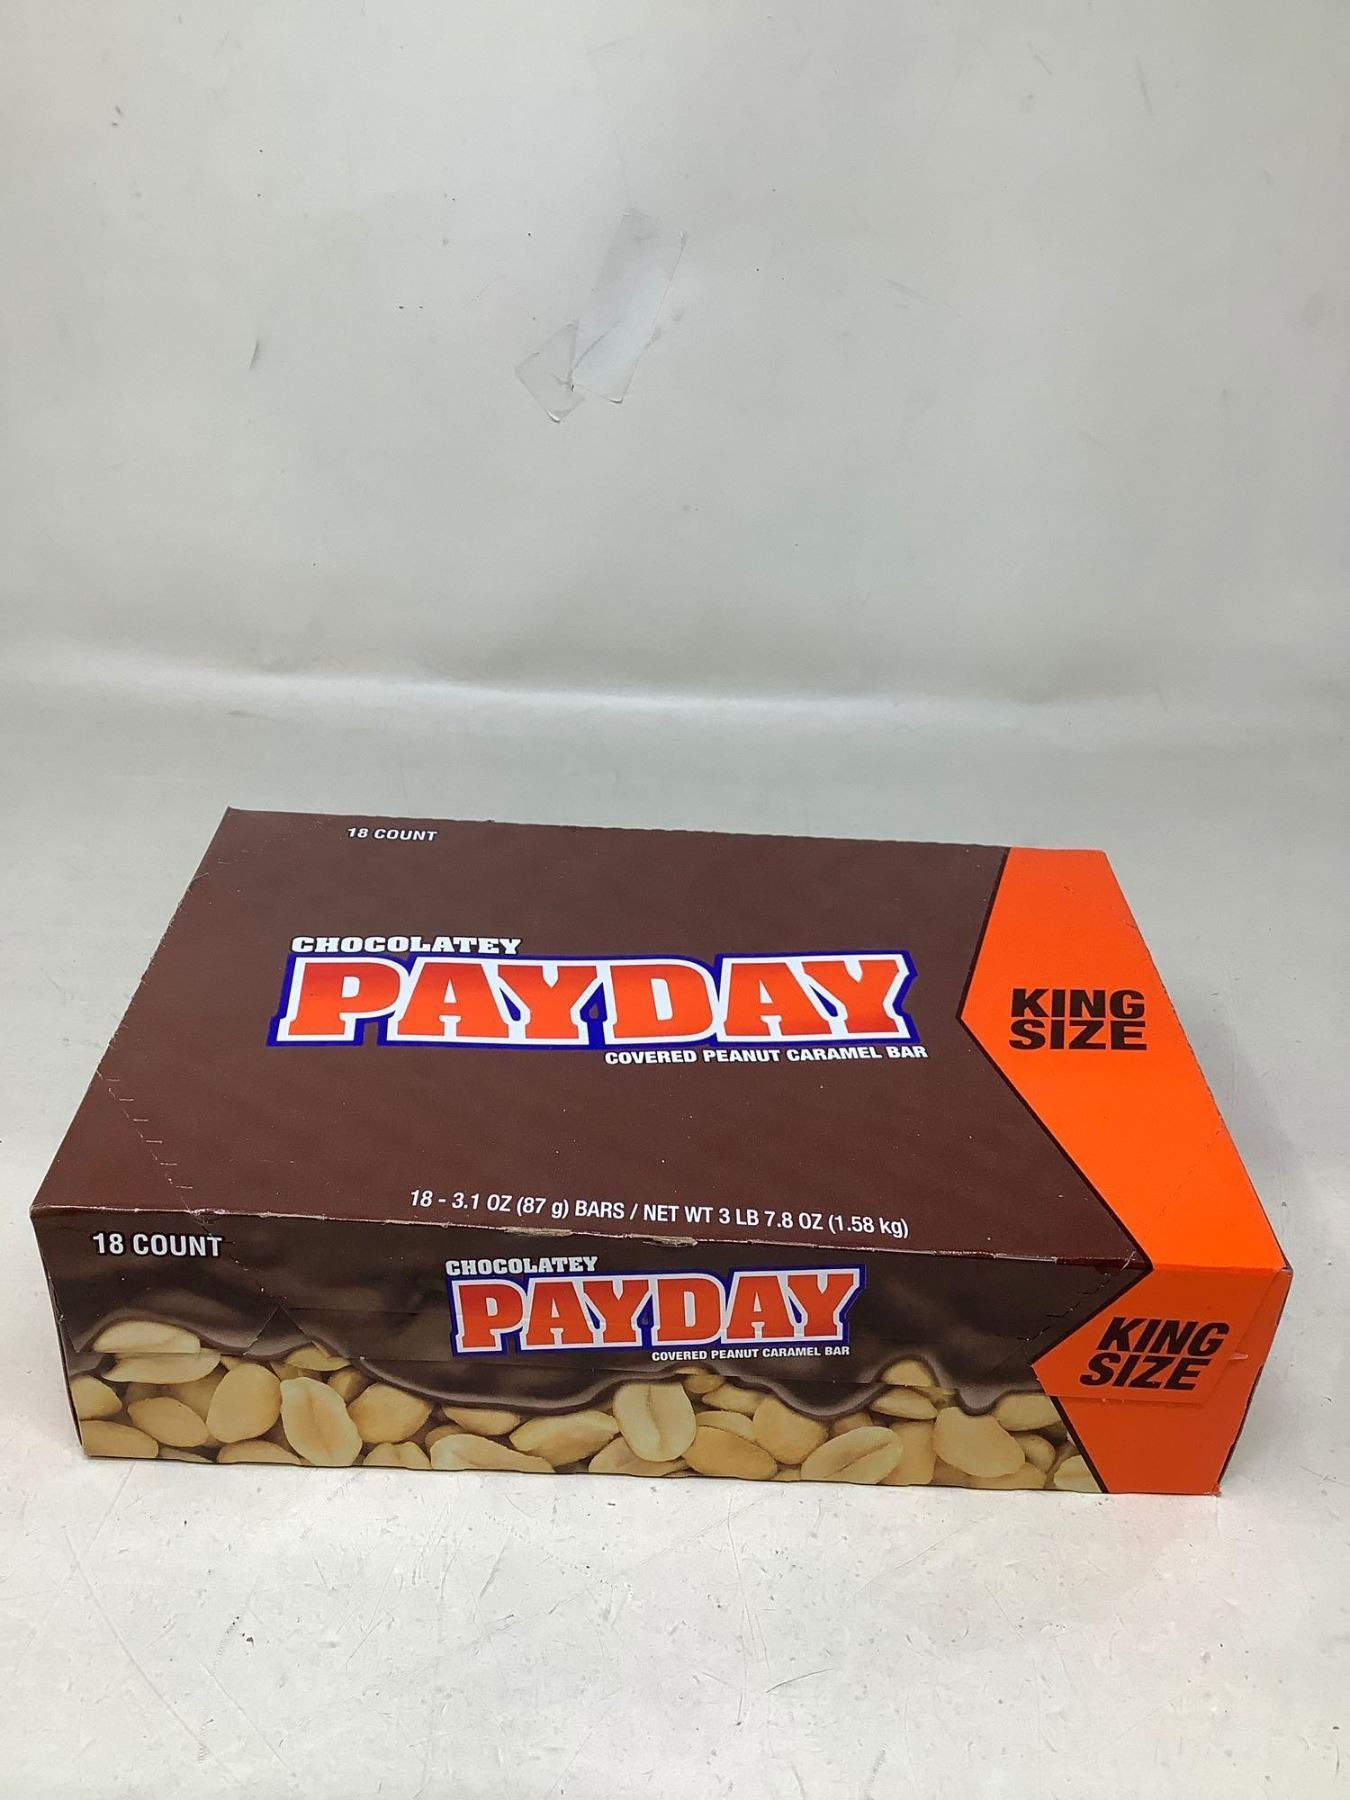 18 COUNT
CHOCOLATEY
PAYDAY
COVERED PEANUT CARAMEL BAR
KING
SIZE
18 - 3.1 OZ (87 g) BARS / NET WT 3 LB 7.8 OZ (1.58 kg)
18 COUNT
CHOCOLATEY
PAYDAY
COVERED PEANUT CARAMEL BAR
KING
SIZE